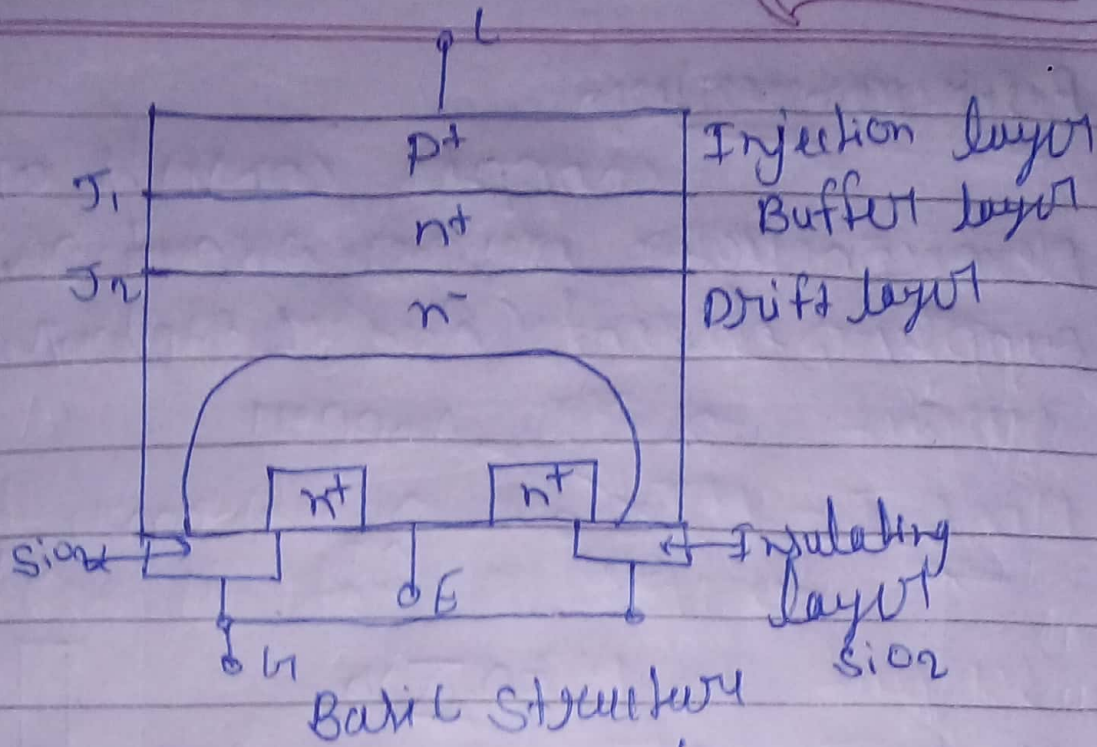 C
p+ Injection layer
J1
n+ Buffer layer
J2
n- Drift layer
n+ n+
SiO2 Insulating
E layer
G SiO2
Basic Structure